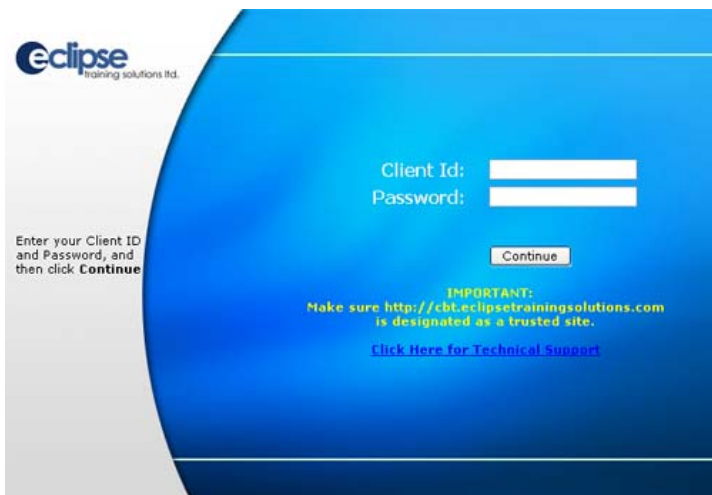 eclipse
training solutions ltd.
Enter your Client ID
and Password, and
then click Continue
Client Id:
Password:
Continue
IMPORTANT:
Make sure http://cbt.eclipsetrainingsolutions.com
is designated as a trusted site.
Click Here for Technical Support